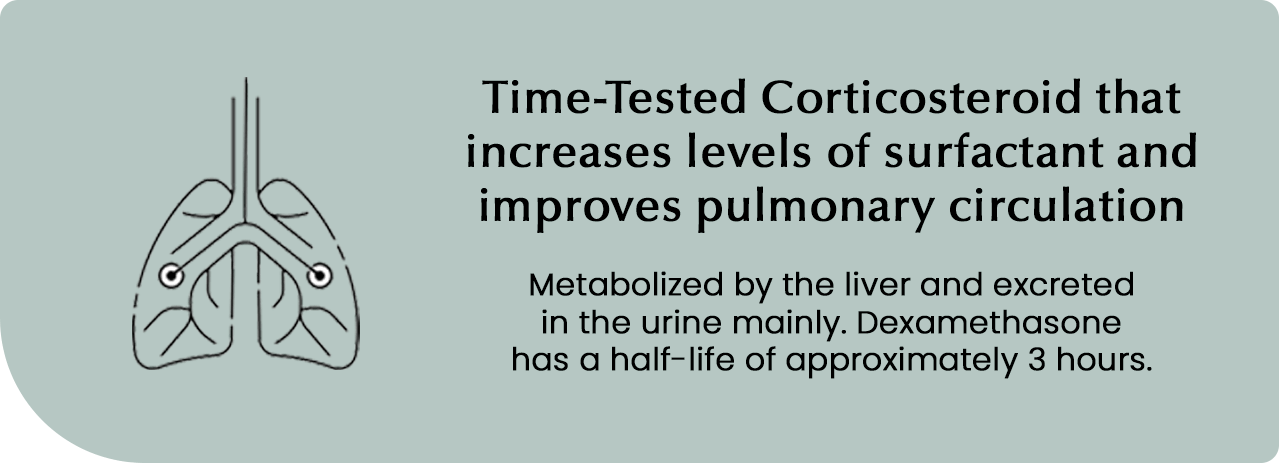 Time-Tested Corticosteroid that
increases levels of surfactant and
improves pulmonary circulation
Metabolized by the liver and excreted
in the urine mainly. Dexamethasone
has a half-life of approximately 3 hours.